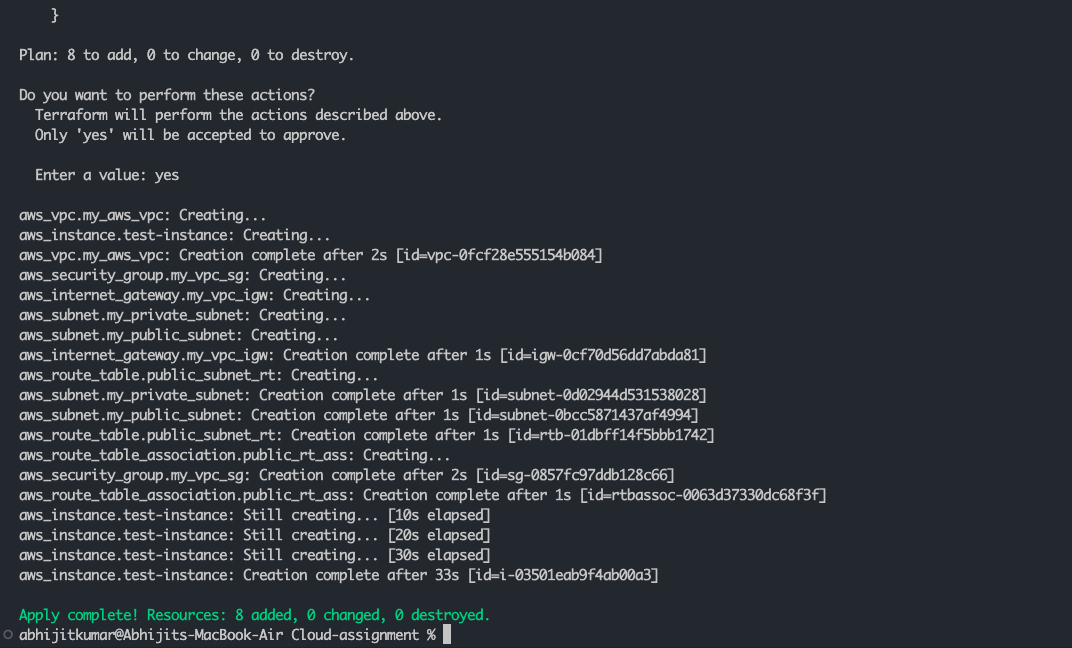 }
Plan: 8 to add, 0 to change, 0 to destroy.
Do you want to perform these actions?
Terraform will perform the actions described above.
Only 'yes' will be accepted to approve.
Enter a value: yes
aws_vpc.my_aws_vpc: Creating...
aws_instance.test-instance: Creating...
aws_vpc.my_aws_vpc: Creation complete after 2s [id=vpc-0fcf28e555154b084]
aws_security_group.my_vpc_sg: Creating...
aws_internet_gateway.my_vpc_igw: Creating...
aws_subnet.my_private_subnet: Creating...
aws_subnet.my_public_subnet: Creating...
aws_internet_gateway.my_vpc_igw: Creation complete after 1s [id=igw-0cf70d56dd7abda81]
aws_route_table.public_subnet_rt: Creating...
aws_subnet.my_private_subnet: Creation complete after 1s [id=subnet-0d02944d531538028]
aws_subnet.my_public_subnet: Creation complete after 1s [id=subnet-0bcc5871437af4994]
aws_route_table.public_subnet_rt: Creation complete after 1s [id=rtb-01dbff14f5bbb1742]
aws_route_table_association.public_rt_ass: Creating...
aws_security_group.my_vpc_sg: Creation complete after 2s [id=sg-0857fc97ddb128c66]
aws_route_table_association.public_rt_ass: Creation complete after 1s [id=rtbassoc-0063d37330dc68f3f]
aws_instance.test-instance: Still creating... [10s elapsed]
aws_instance.test-instance: Still creating... [20s elapsed]
aws_instance.test-instance: Still creating... [30s elapsed]
aws_instance.test-instance: Creation complete after 33s [id=i-03501eab9f4ab00a3]
Apply complete! Resources: 8 added, 0 changed, 0 destroyed.
abhijitkumar@Abhijits-MacBook-Air Cloud-assignment %